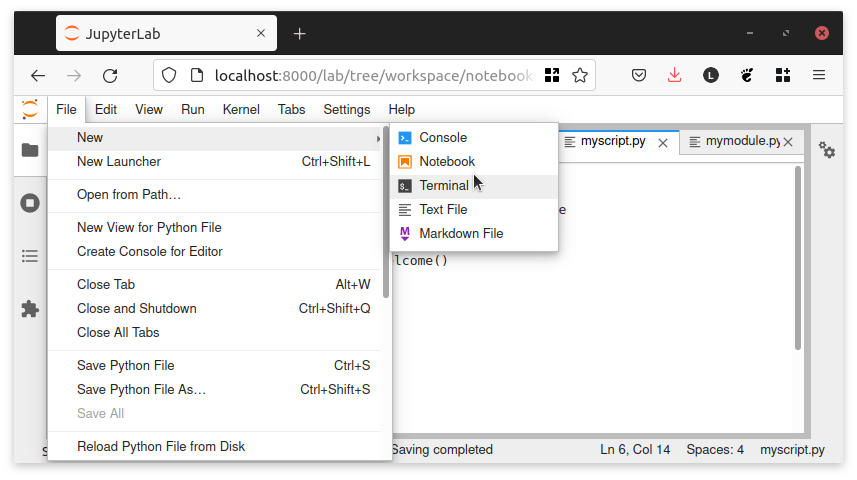 JupyterLab
localhost:8000/lab/tree/workspace/notebook
L
File Edit View Run Kernel Tabs Settings Help
New
New Launcher Ctrl+Shift+L
Open from Path…
New View for Python File
Create Console for Editor
Close Tab Alt+W
Close and Shutdown Ctrl+Shift+Q
Close All Tabs
Save Python File Ctrl+S
Save Python File As… Ctrl+Shift+S
Save All
Reload Python File from Disk
Console
Notebook
$_ Terminal
Text File
M Markdown File
myscript.py
mymodule.py
e
lcome()
Saving completed
Ln 6, Col 14
Spaces: 4
myscript.py